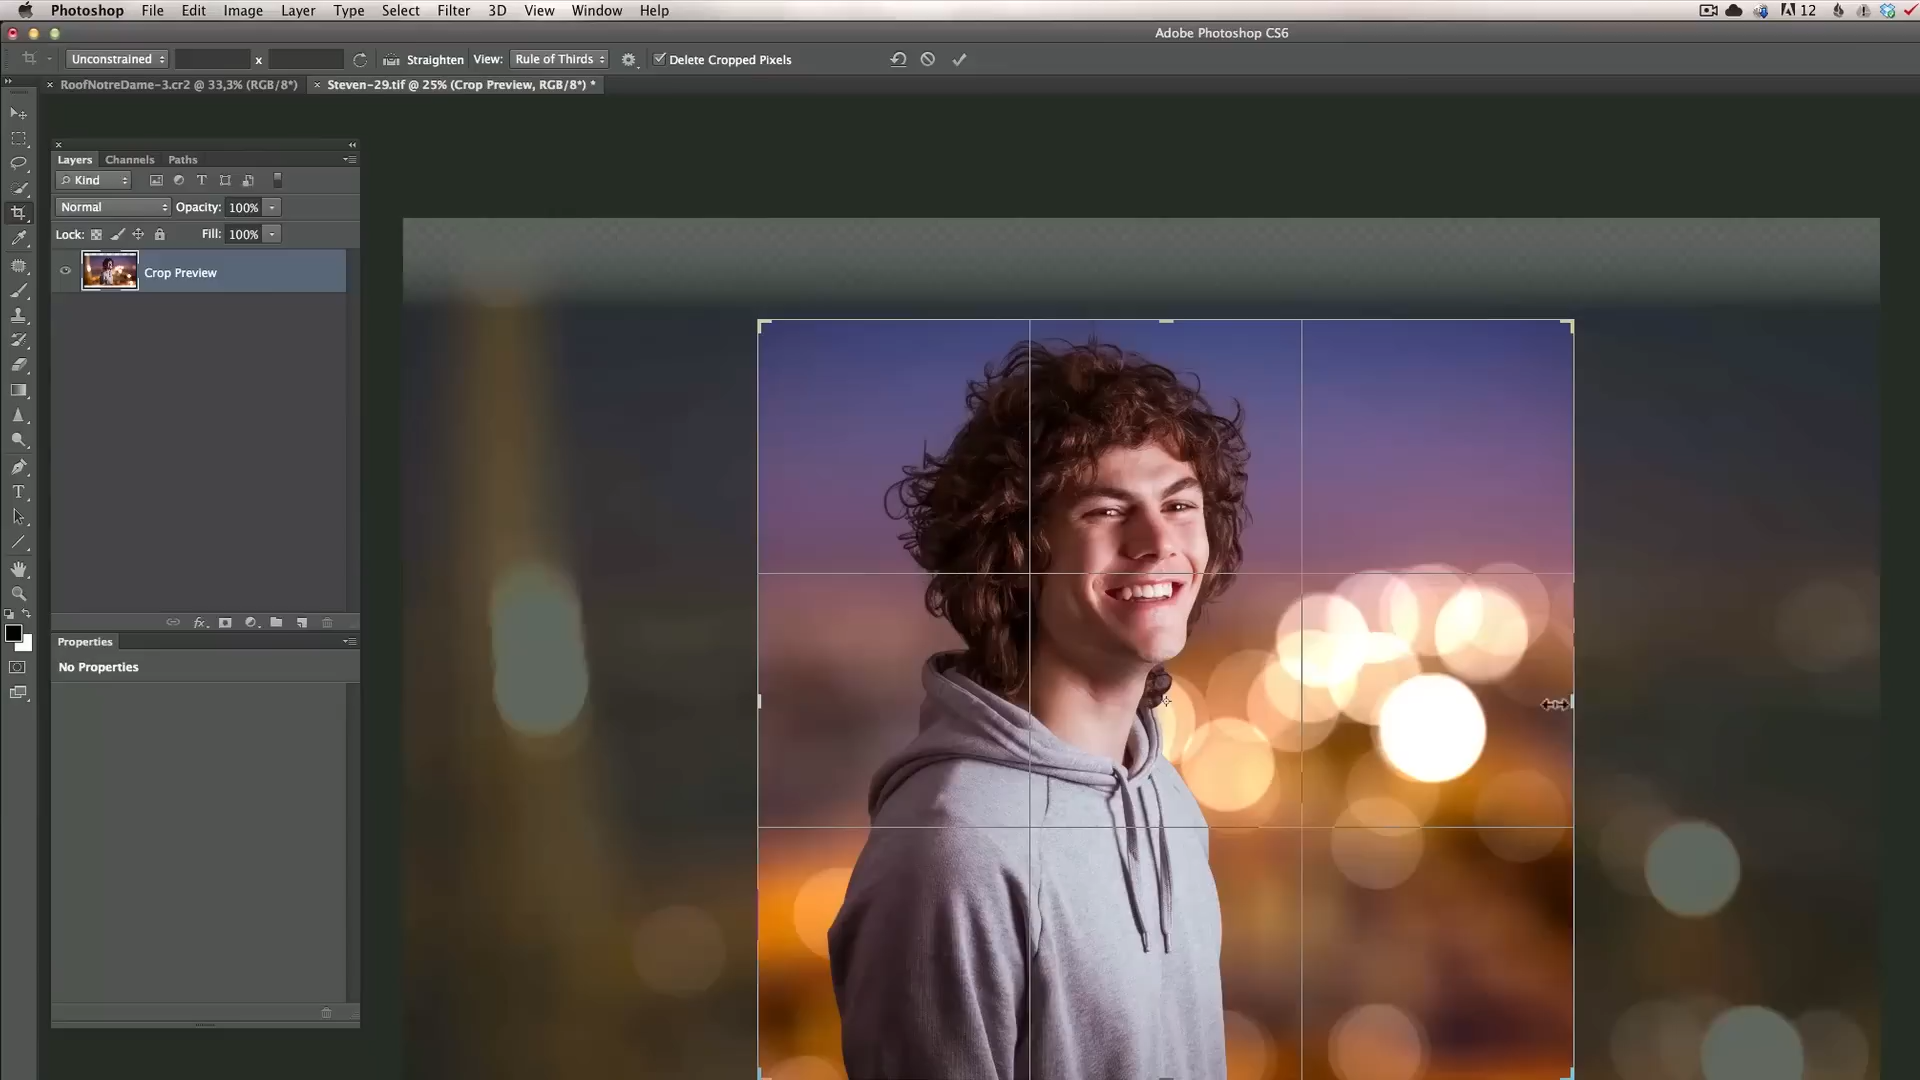 Photoshop File Edit Image Layer Type Select Filter 3D View Window Help 12
Adobe Photoshop CS6
Unconstrained x Straighten View: Rule of Thirds Delete Cropped Pixels
RoofNotreDame-3.cr2 @ 33,3% (RGB/8*) Steven-29.tif @ 25% (Crop Preview, RGB/8*) *
Layers Channels Paths
Kind
Normal Opacity: 100%
Lock: Fill: 100%
Crop Preview
fx
Properties
No Properties